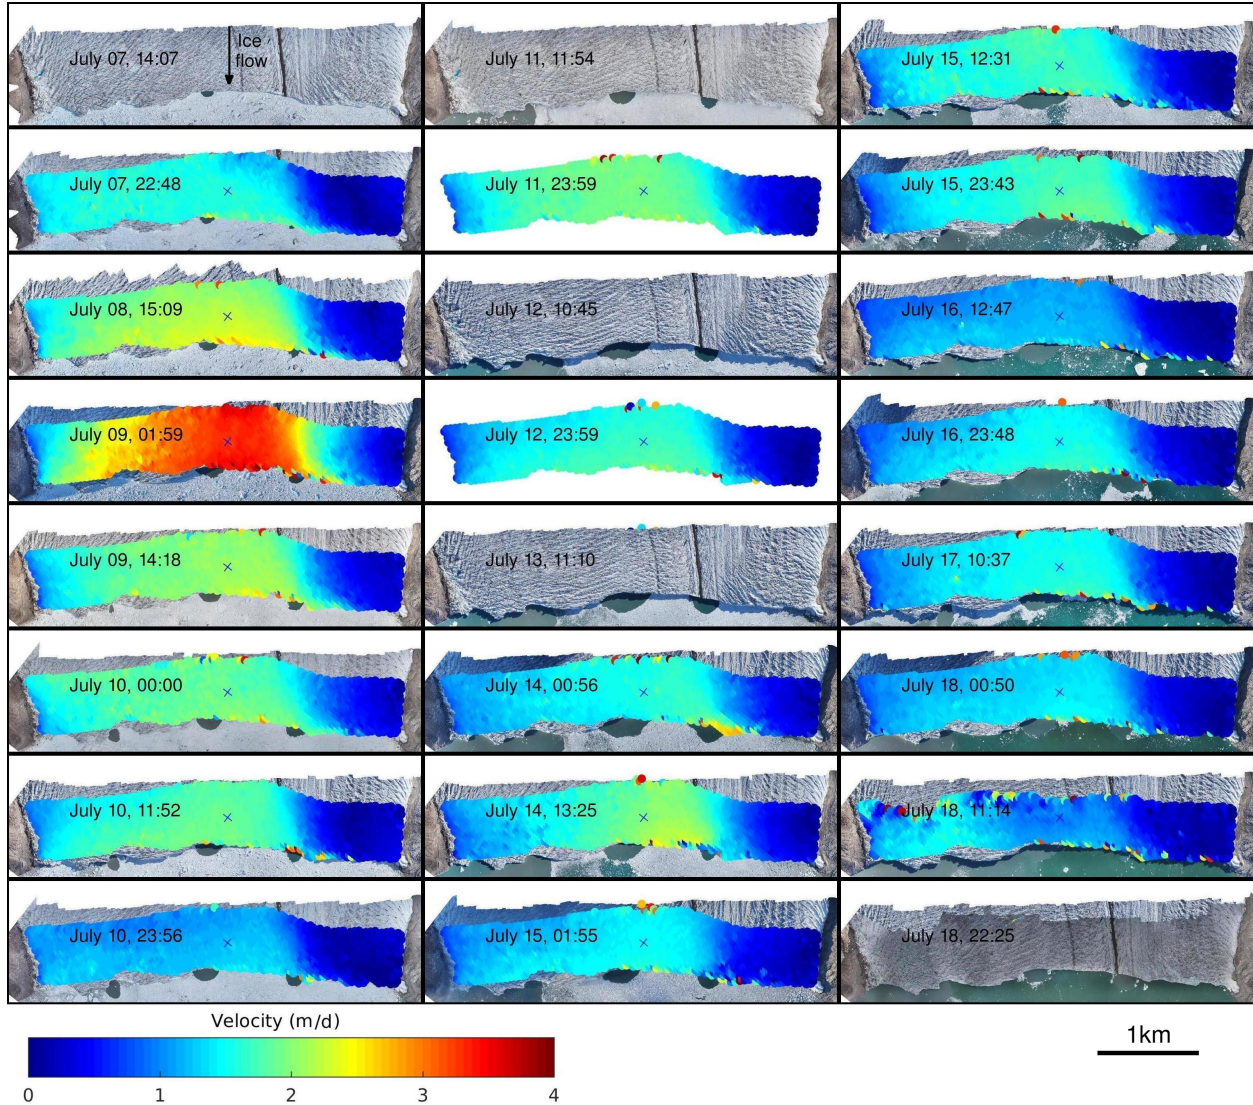 July 07, 14:07
Ice
flow
July 11, 11:54
July 15, 12:31
July 07, 22:48
July 11, 23:59
July 15, 23:43
July 08, 15:09
July 12, 10:45
July 16, 12:47
July 09, 01:59
July 12, 23:59
July 16, 23:48
July 09, 14:18
July 13, 11:10
July 17, 10:37
July 10, 00:00
July 14, 00:56
July 18, 00:50
July 10, 11:52
July 14, 13:25
July 18, 11:14
July 10, 23:56
July 15, 01:55
July 18, 22:25
Velocity (m/d)
0 1 2 3 4
1km